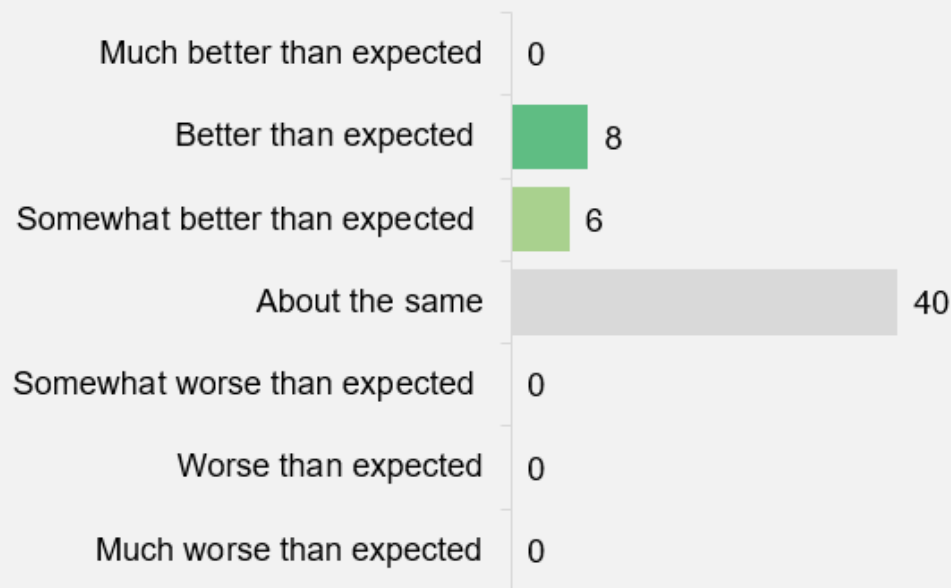 Much better than expected 0
Better than expected 8
Somewhat better than expected 6
About the same 40
Somewhat worse than expected 0
Worse than expected 0
Much worse than expected 0